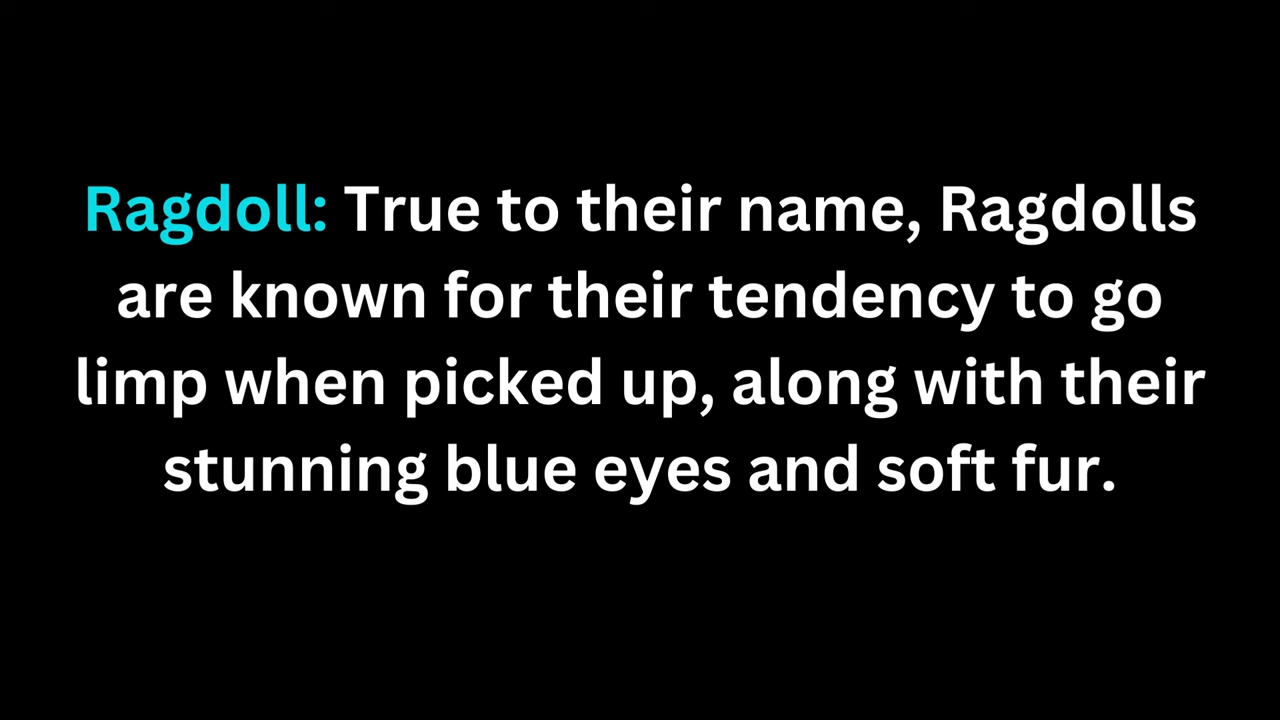 Ragdoll: True to their name, Ragdolls
are known for their tendency to go
limp when picked up, along with their
stunning blue eyes and soft fur.